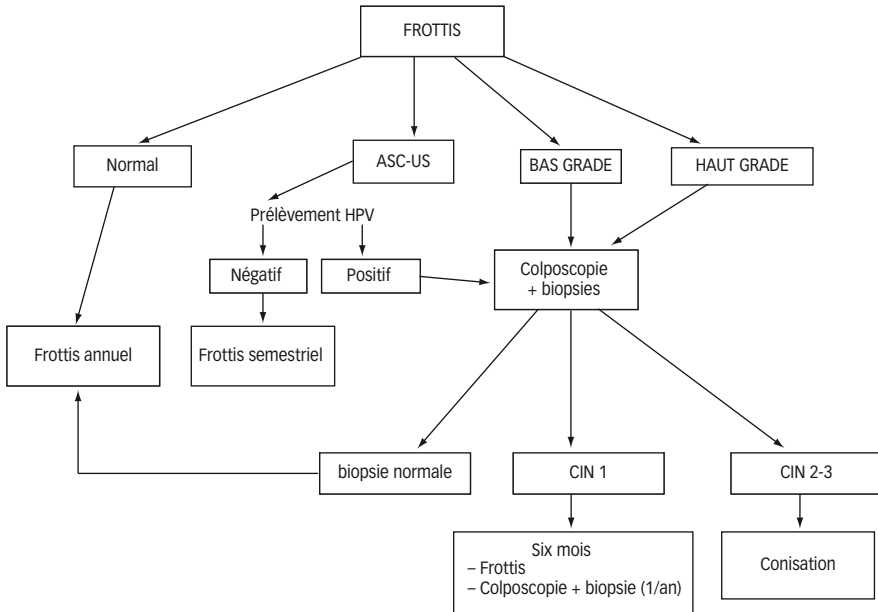 FROTTIS
Normal
ASC-US
BAS GRADE
HAUT GRADE
Prélèvement HPV
Négatif
Positif
Colposcopie
+ biopsies
Frottis annuel
Frottis semestriel
biopsie normale
CIN 1
CIN 2-3
Six mois
– Frottis
– Colposcopie + biopsie (1/an)
Conisation